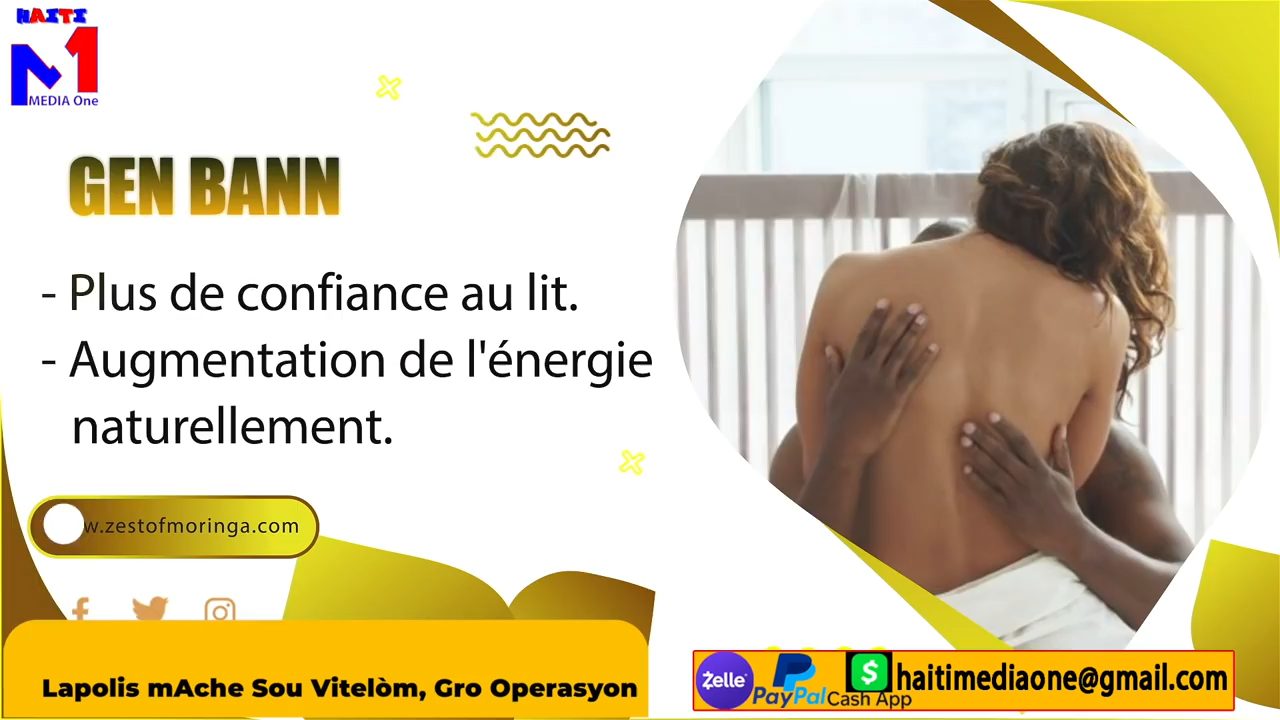 HAITI
M1
MEDIA One
GEN BANN
- Plus de confiance au lit.
- Augmentation de l'énergie
naturellement.
w.zestofmoringa.com
Lapolis mAche Sou Vitelòm, Gro Operasyon
Zelle
PayPal
$
Cash App
haitimediaone@gmail.com